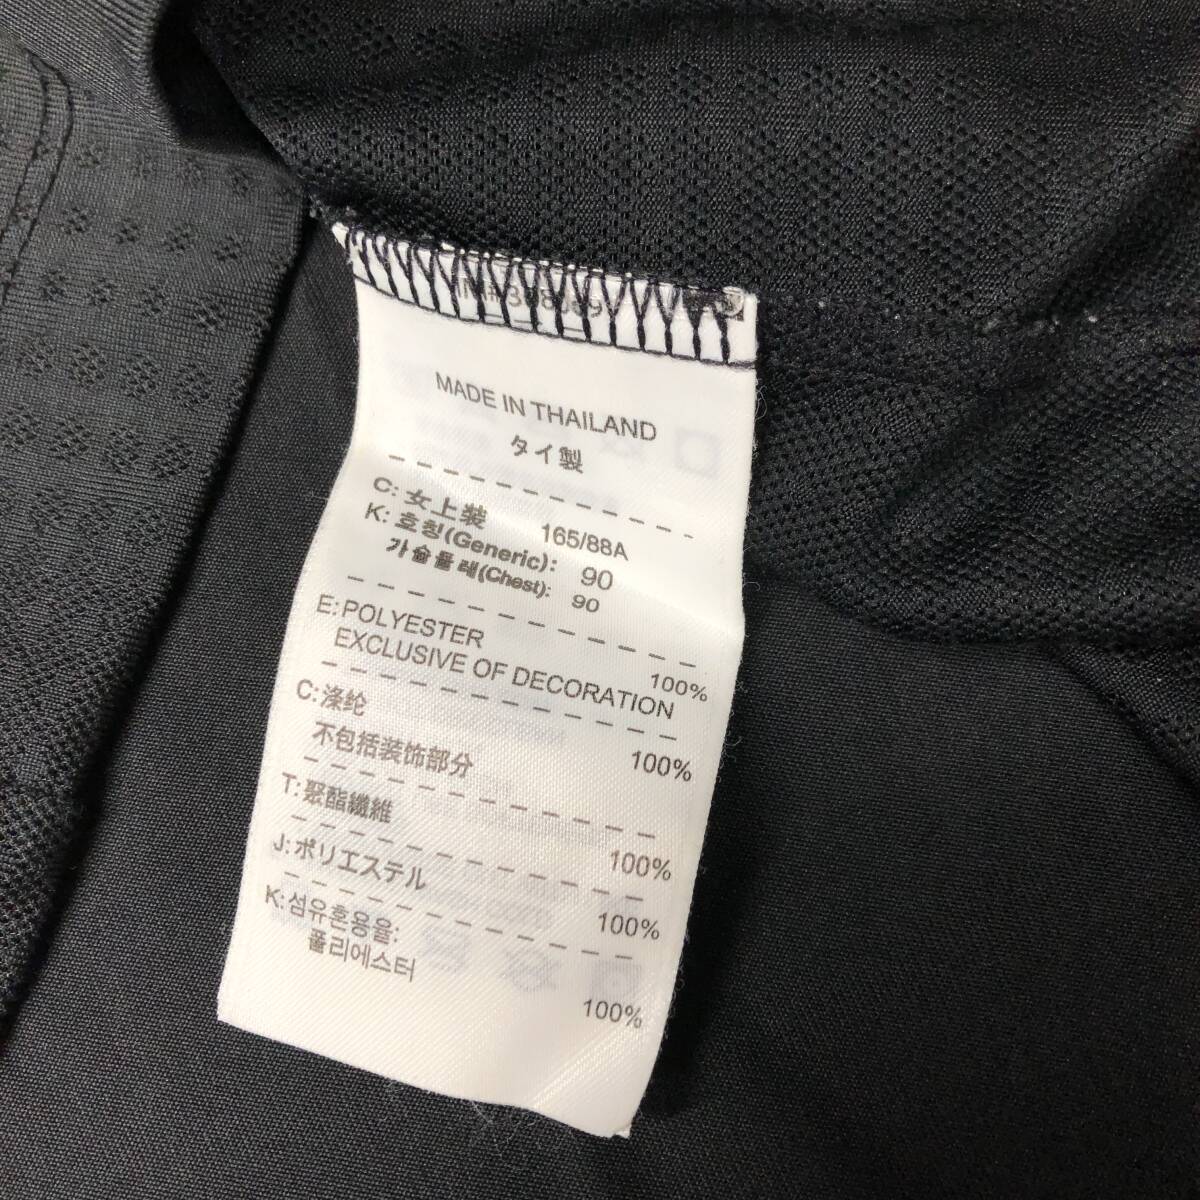 MADE IN THAILAND
タイ製
C: 女上装 165/88A
K: 호칭(Generic): 90
가슴둘레(Chest): 90
E: POLYESTER 100%
EXCLUSIVE OF DECORATION
C: 涤纶 100%
不包括装饰部分
T: 聚酯纖維 100%
J: ポリエステル 100%
K: 섬유혼용율:
폴리에스터 100%